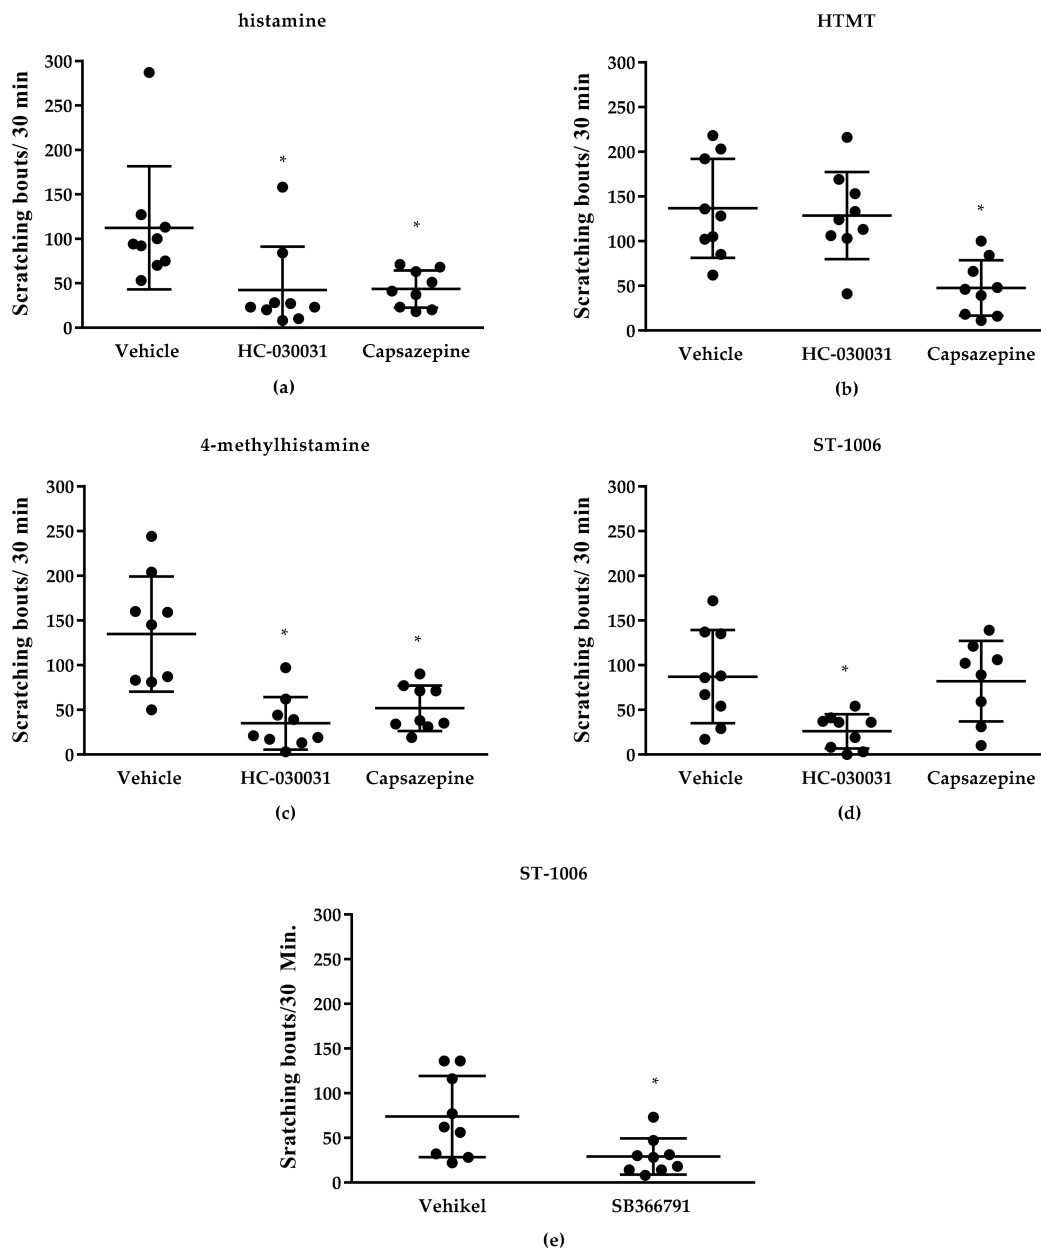 histamine
Scratching bouts/ 30 min
300
250
200
150
100
50
0
*
*
Vehicle HC-030031 Capsazepine
(a)
HTMT
Scratching bouts/ 30 min
300
250
200
150
100
50
0
*
Vehicle HC-030031 Capsazepine
(b)
4-methylhistamine
Scratching bouts/ 30 min
300
250
200
150
100
50
0
*
*
Vehicle HC-030031 Capsazepine
(c)
ST-1006
Scratching bouts/ 30 min
300
250
200
150
100
50
0
*
Vehicle HC-030031 Capsazepine
(d)
ST-1006
Sratching bouts/30 Min.
300
250
200
150
100
50
0
*
Vehikel SB366791
(e)